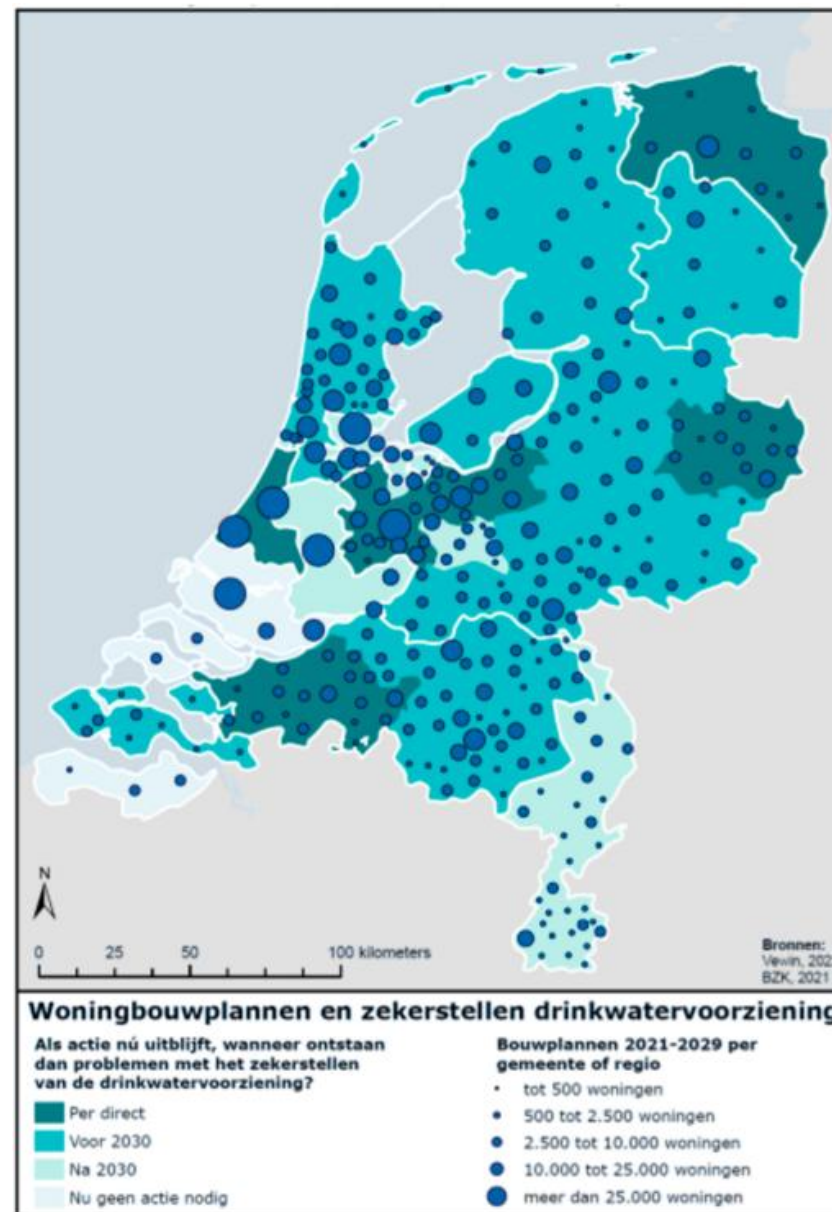 N
0 25 50 100 kilometers
Bronnen:
Vewin, 202
BZK, 2021
Woningbouwplannen en zekerstellen drinkwatervoorziening
Als actie nú uitblijft, wanneer ontstaan
dan problemen met het zekerstellen
van de drinkwatervoorziening?
Per direct
Voor 2030
Na 2030
Nu geen actie nodig
Bouwplannen 2021-2029 per
gemeente of regio
tot 500 woningen
500 tot 2.500 woningen
2.500 tot 10.000 woningen
10.000 tot 25.000 woningen
meer dan 25.000 woningen